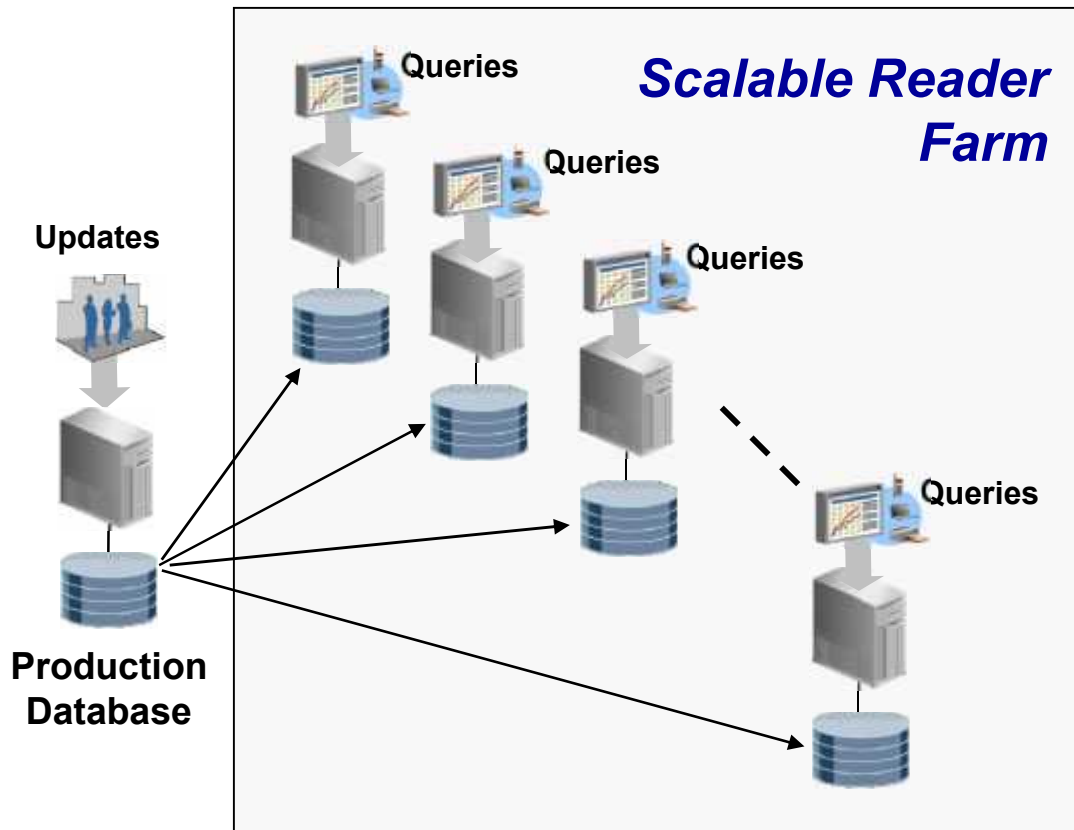 Scalable Reader
Farm
Queries
Queries
Queries
Queries
Updates
Production
Database